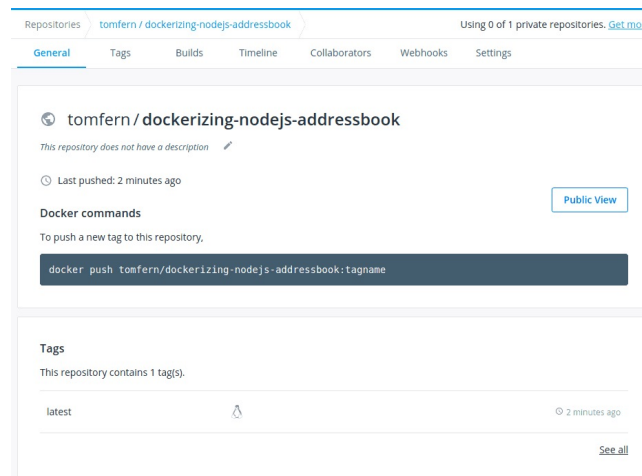 Repositories tomfern / dockerizing-nodejs-addressbook Using 0 of 1 private repositories. Get mo
General Tags Builds Timeline Collaborators Webhooks Settings
tomfern / dockerizing-nodejs-addressbook
This repository does not have a description
Last pushed: 2 minutes ago
Public View
Docker commands
To push a new tag to this repository,
docker push tomfern/dockerizing-nodejs-addressbook:tagname
Tags
This repository contains 1 tag(s).
latest 2 minutes ago
See all